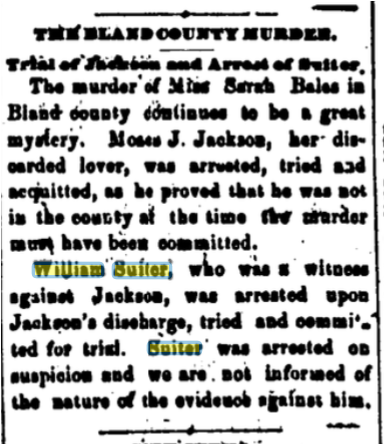 THE BLAND COUNTY MURDER.
Trial of Jackson and Arrest of Suiter.
The murder of Miss Sarah Bales in
Bland county continues to be a great
mystery. Moses J. Jackson, her dis-
carded lover, was arrested, tried and
acquitted, as he proved that he was not
in the county at the time the murder
must have been committed.
William Suiter, who was a witness
against Jackson, was arrested upon
Jackson's discharge, tried and commit-
ted for trial. Suiter was arrested on
suspicion and we are not informed of
the nature of the evidence against him.